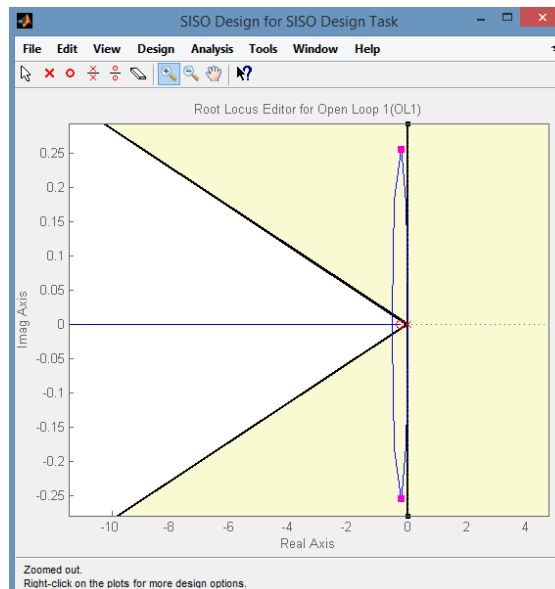 SISO Design for SISO Design Task
File Edit View Design Analysis Tools Window Help
Root Locus Editor for Open Loop 1(OL1)
0.25
0.2
0.15
0.1
0.05
0
-0.05
-0.1
-0.15
-0.2
-0.25
Imag Axis
-10 -8 -6 -4 -2 0 2 4
Real Axis
Zoomed out.
Right-click on the plots for more design options.